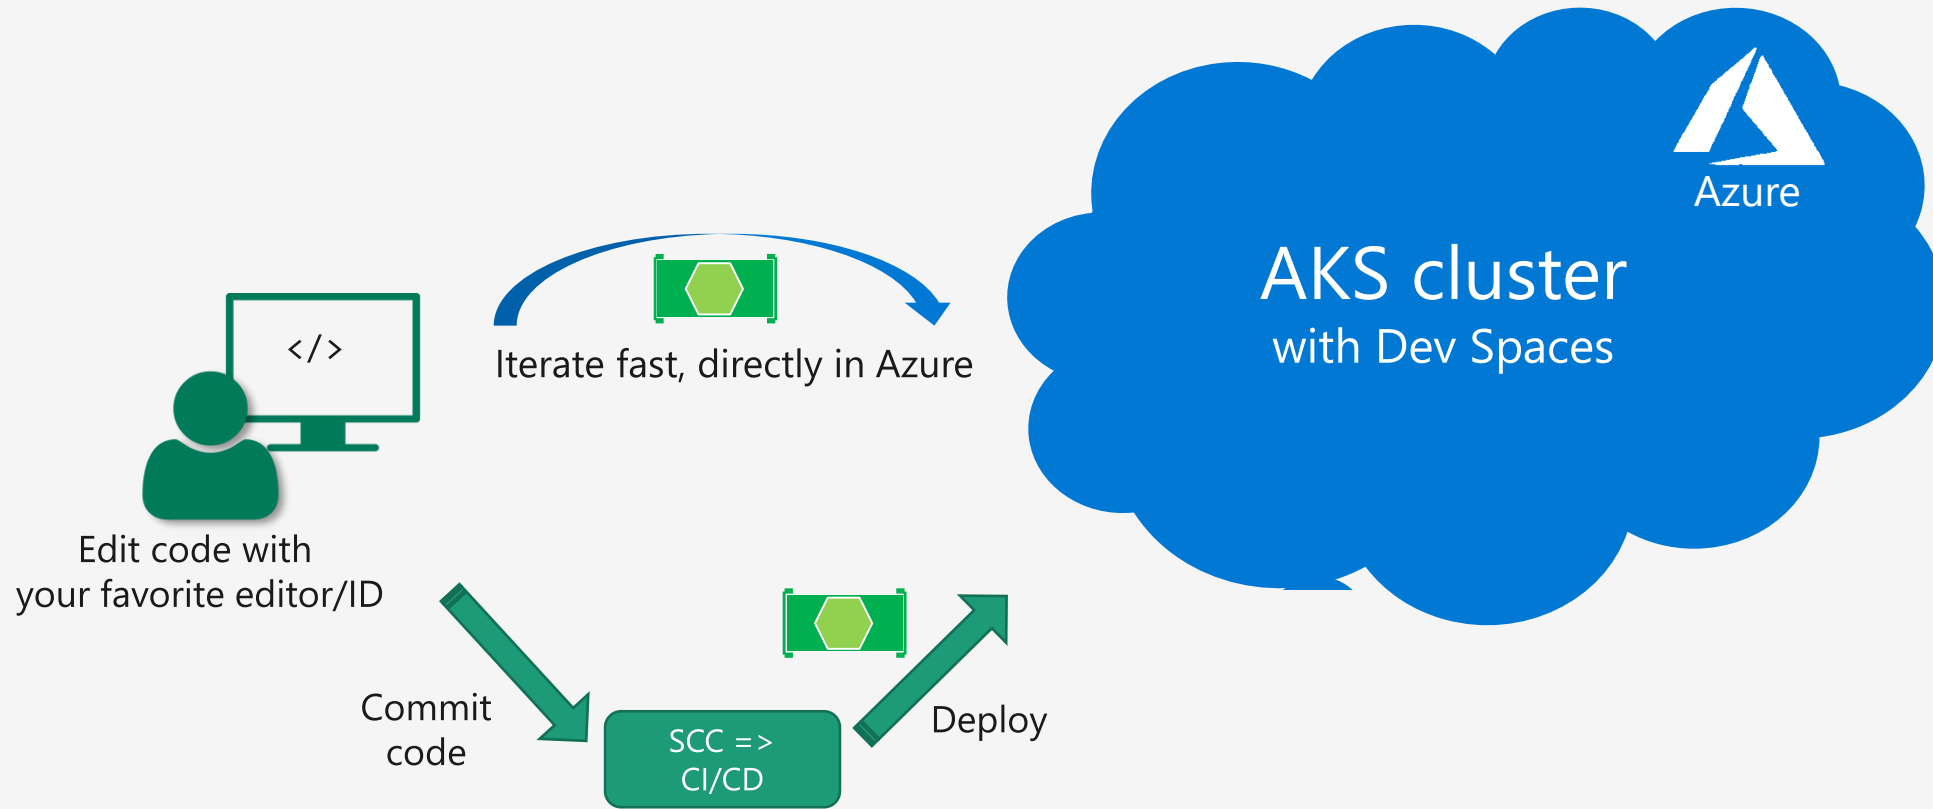 Azure
AKS cluster
with Dev Spaces
</>
Iterate fast, directly in Azure
Edit code with
your favorite editor/ID
Commit
code
SCC =>
CI/CD
Deploy